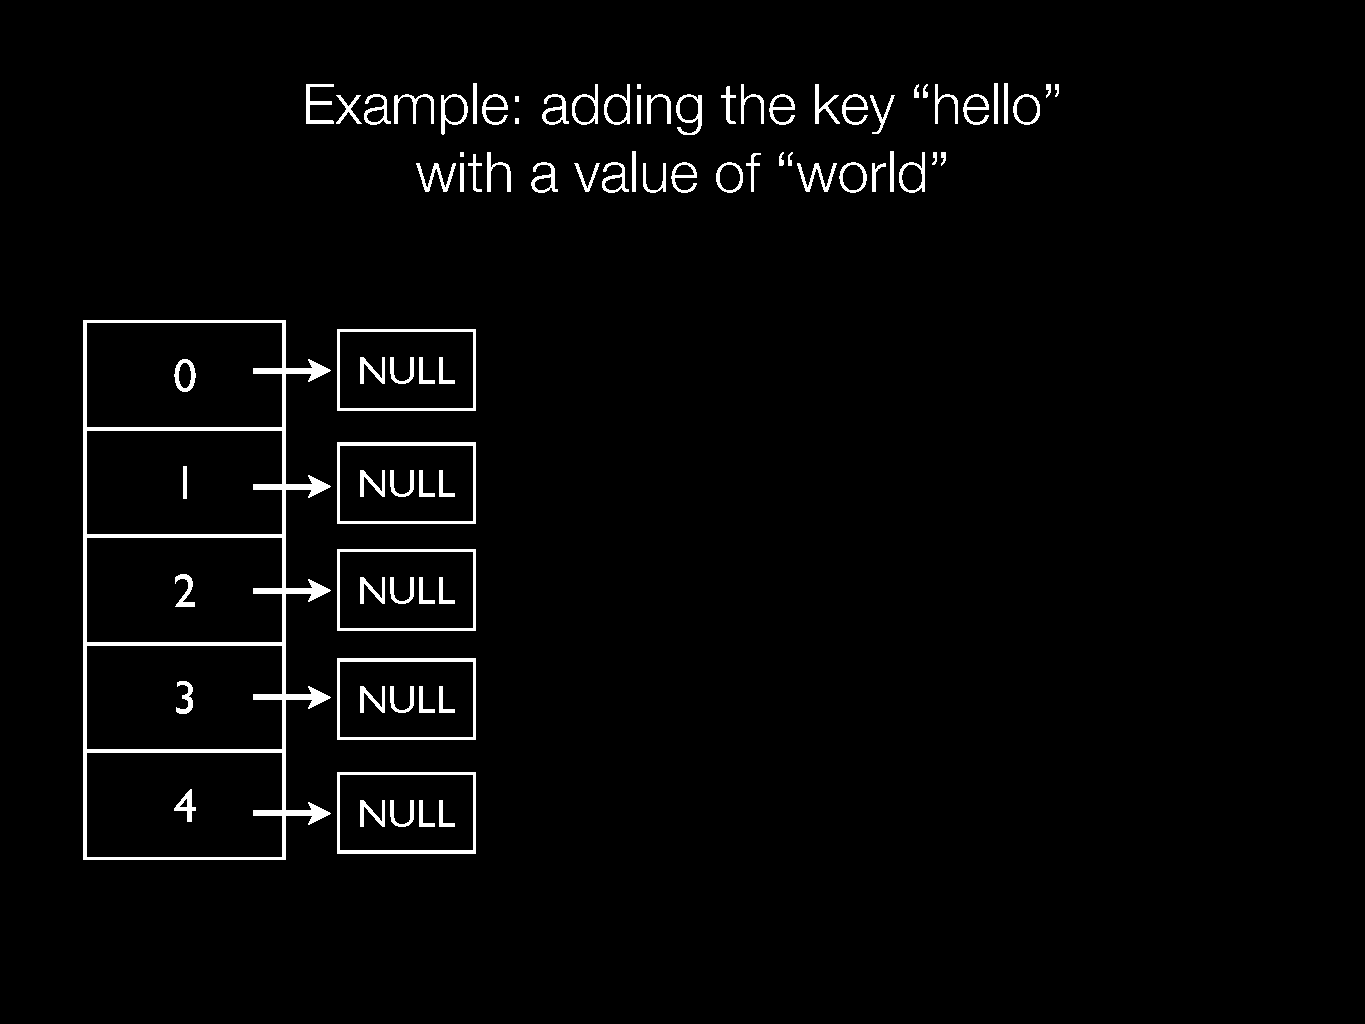 Example: adding the key “hello”
with a value of “world”
0 NULL
1 NULL
2 NULL
3 NULL
4 NULL